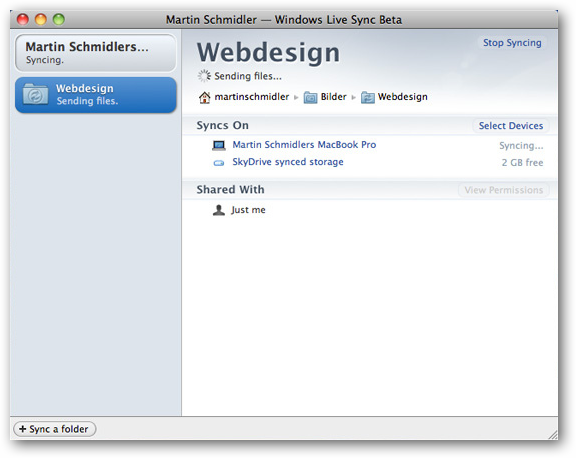 Martin Schmidler — Windows Live Sync Beta
Martin Schmidlers...
Syncing.
Webdesign
Sending files.
Webdesign
Stop Syncing
Sending files...
martinschmidler ▸ Bilder ▸ Webdesign
Syncs On Select Devices
Martin Schmidlers MacBook Pro Syncing...
SkyDrive synced storage 2 GB free
Shared With View Permissions
Just me
+ Sync a folder